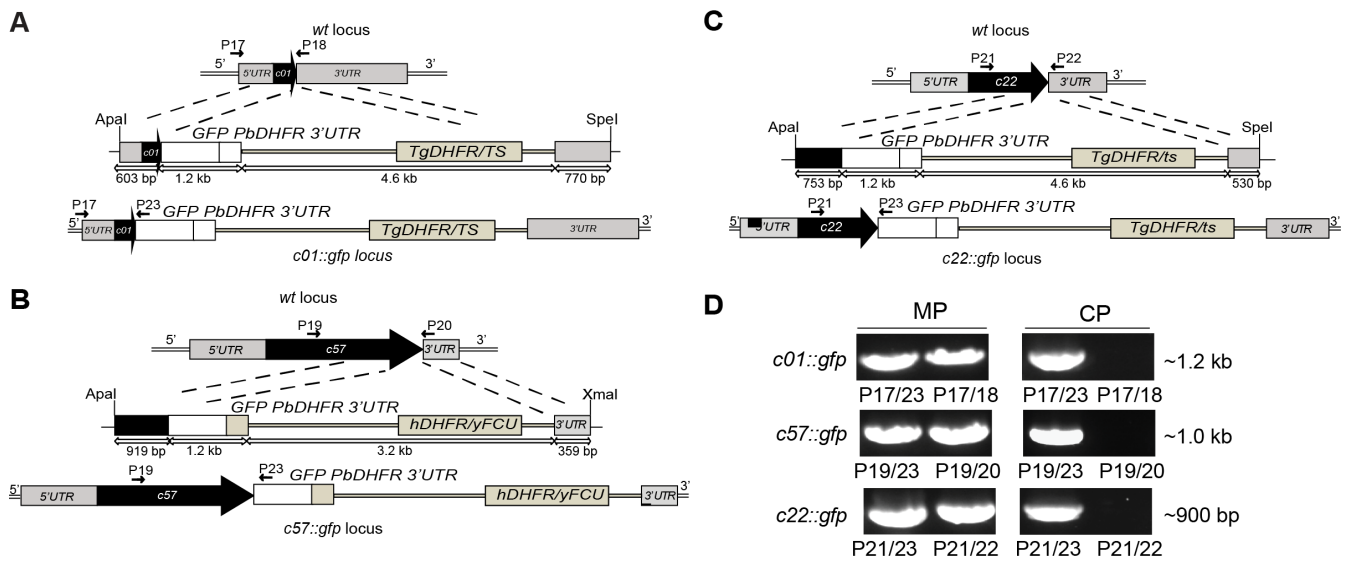 A
wt locus
P17 P18
5' 5'UTR c01 3'UTR 3'
ApaI GFP PbDHFR 3'UTR SpeI
c01 TgDHFR/TS
603 bp 1.2 kb 4.6 kb 770 bp
P17 P23 GFP PbDHFR 3'UTR
5' 5'UTR c01 TgDHFR/TS 3'UTR 3'
c01::gfp locus
B
wt locus
P19 P20
5' 5'UTR c57 3'UTR 3'
ApaI GFP PbDHFR 3'UTR XmaI
hDHFR/yFCU 3'UTR
919 bp 1.2 kb 3.2 kb 359 bp
P19 P23 GFP PbDHFR 3'UTR
5' 5'UTR c57 hDHFR/yFCU 3'UTR 3'
c57::gfp locus
C
wt locus
P21 P22
5' 5'UTR c22 3'UTR 3'
ApaI GFP PbDHFR 3'UTR SpeI
TgDHFR/ts
753 bp 1.2 kb 4.6 kb 530 bp
P21 P23 GFP PbDHFR 3'UTR
5' 3'UTR c22 TgDHFR/ts 3'UTR 3'
c22::gfp locus
D
MP CP
c01::gfp ~1.2 kb
P17/23 P17/18 P17/23 P17/18
c57::gfp ~1.0 kb
P19/23 P19/20 P19/23 P19/20
c22::gfp ~900 bp
P21/23 P21/22 P21/23 P21/22